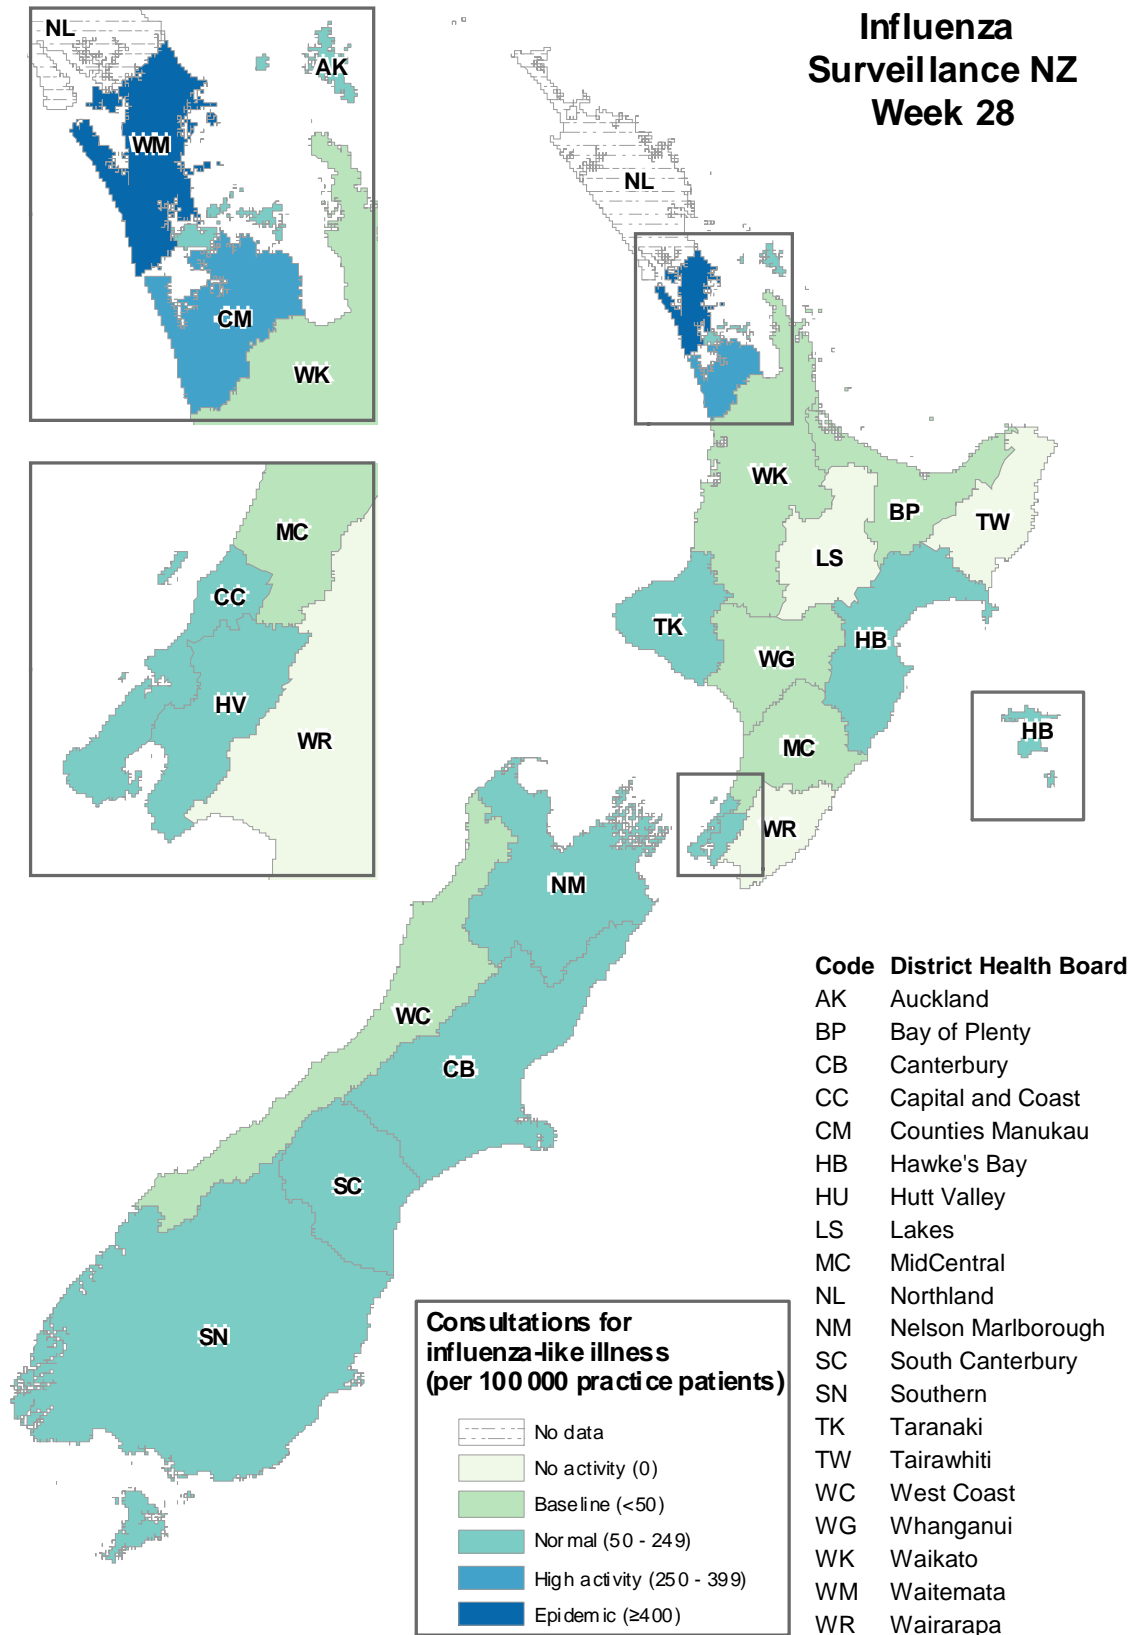 Influenza
Surveillance NZ
Week 28
NL
AK
WM
CM
WK
MC
CC
HV
WR
NL
WK
BP
TW
LS
TK
HB
WG
MC
HB
WR
NM
WC
CB
SC
SN
Code District Health Board
AK Auckland
BP Bay of Plenty
CB Canterbury
CC Capital and Coast
CM Counties Manukau
HB Hawke's Bay
HU Hutt Valley
LS Lakes
MC MidCentral
NL Northland
NM Nelson Marlborough
SC South Canterbury
SN Southern
TK Taranaki
TW Tairawhiti
WC West Coast
WG Whanganui
WK Waikato
WM Waitemata
WR Wairarapa
Consultations for
influenza-like illness
(per 100 000 practice patients)
No data
No activity (0)
Baseline (<50)
Normal (50 - 249)
High activity (250 - 399)
Epidemic (≥400)